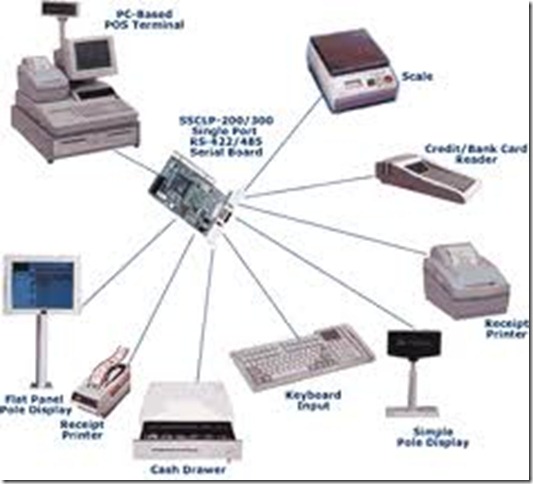 PC-Based
POS Terminal
Scale
SSCLP-200/300
Single Port
RS-422/485
Serial Board
Credit/Bank Card
Reader
Receipt
Printer
Flat Panel
Pole Display
Receipt
Printer
Cash Drawer
Keyboard
Input
Simple
Pole Display